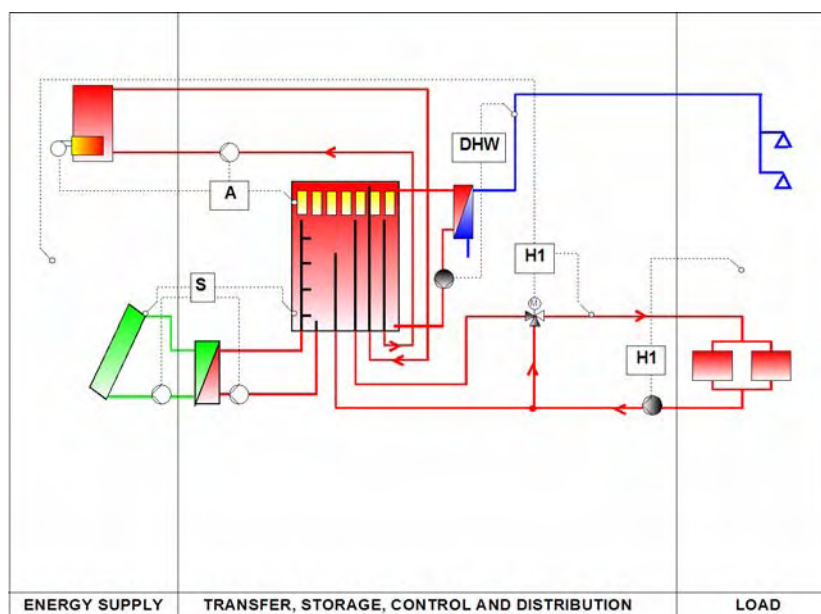 DHW
A
H1
S
M
H1
ENERGY SUPPLY
TRANSFER, STORAGE, CONTROL AND DISTRIBUTION
LOAD